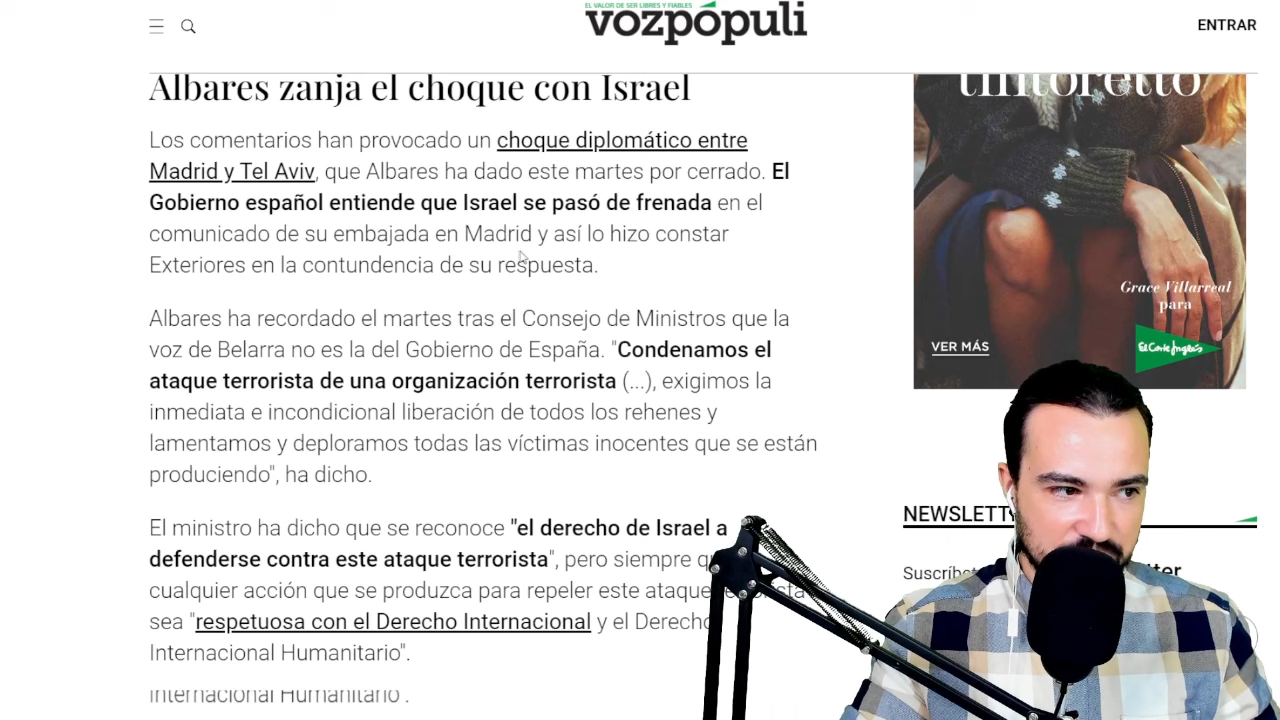 EL VALOR DE SER LIBRES Y FIABLES
vozpópuli
ENTRAR
Albares zanja el choque con Israel
Los comentarios han provocado un choque diplomático entre
Madrid y Tel Aviv, que Albares ha dado este martes por cerrado. El
Gobierno español entiende que Israel se pasó de frenada en el
comunicado de su embajada en Madrid y así lo hizo constar
Exteriores en la contundencia de su respuesta.
Albares ha recordado el martes tras el Consejo de Ministros que la
voz de Belarra no es la del Gobierno de España. "Condenamos el
ataque terrorista de una organización terrorista (...), exigimos la
inmediata e incondicional liberación de todos los rehenes y
lamentamos y deploramos todas las víctimas inocentes que se están
produciendo", ha dicho.
El ministro ha dicho que se reconoce "el derecho de Israel a
defenderse contra este ataque terrorista", pero siempre
cualquier acción que se produzca para repeler este ataque
sea "respetuosa con el Derecho Internacional y el Derecho
Internacional Humanitario".
Internacional Humanitario".
tintoretto
Grace Villarreal
para
El Corte Inglés
VER MÁS